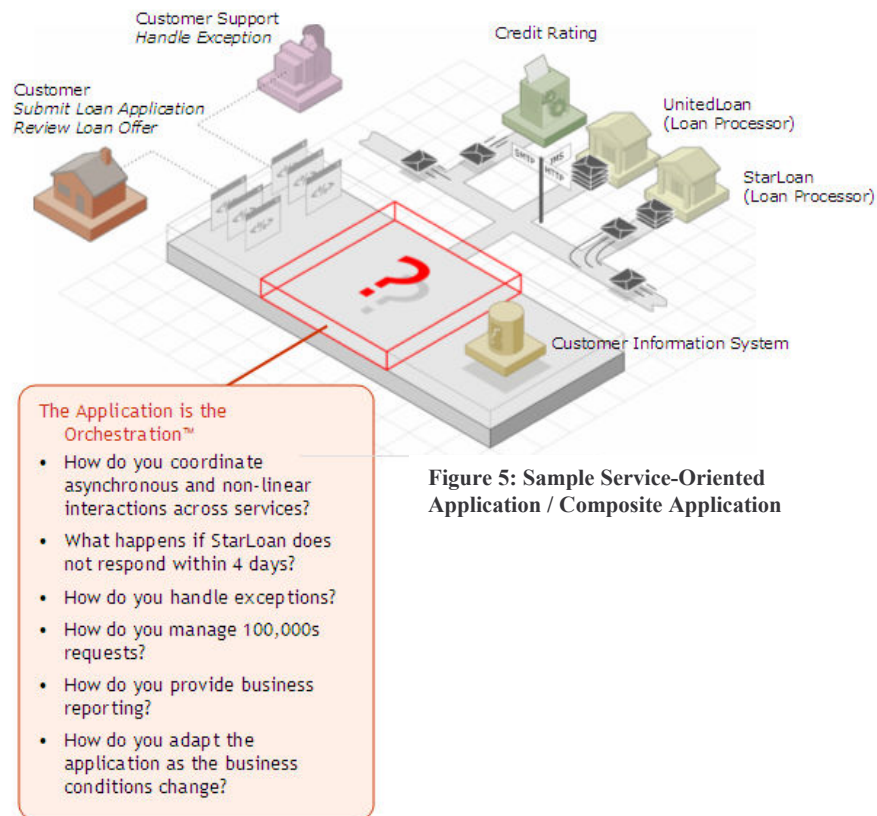 Customer Support
Handle Exception
Customer
Submit Loan Application
Review Loan Offer
Credit Rating
UnitedLoan
(Loan Processor)
StarLoan
(Loan Processor)
SMTP
JMS
HTTP
?
Customer Information System
The Application is the
Orchestration™
• How do you coordinate
asynchronous and non-linear
interactions across services?
• What happens if StarLoan does
not respond within 4 days?
• How do you handle exceptions?
• How do you manage 100,000s
requests?
• How do you provide business
reporting?
• How do you adapt the
application as the business
conditions change?
Figure 5: Sample Service-Oriented
Application / Composite Application